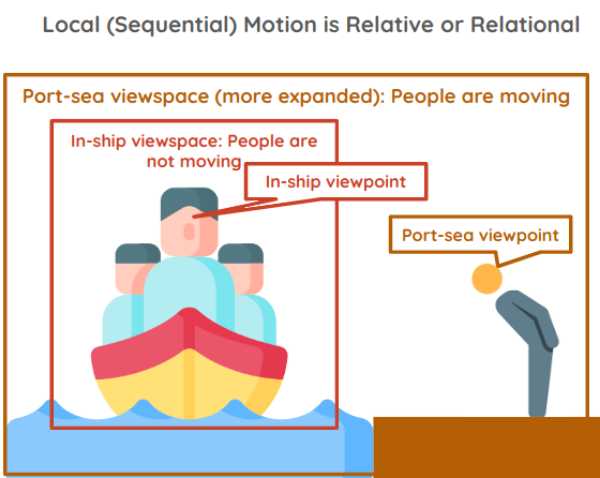 Local (Sequential) Motion is Relative or Relational
Port-sea viewspace (more expanded): People are moving
In-ship viewspace: People are
not moving
In-ship viewpoint
Port-sea viewpoint